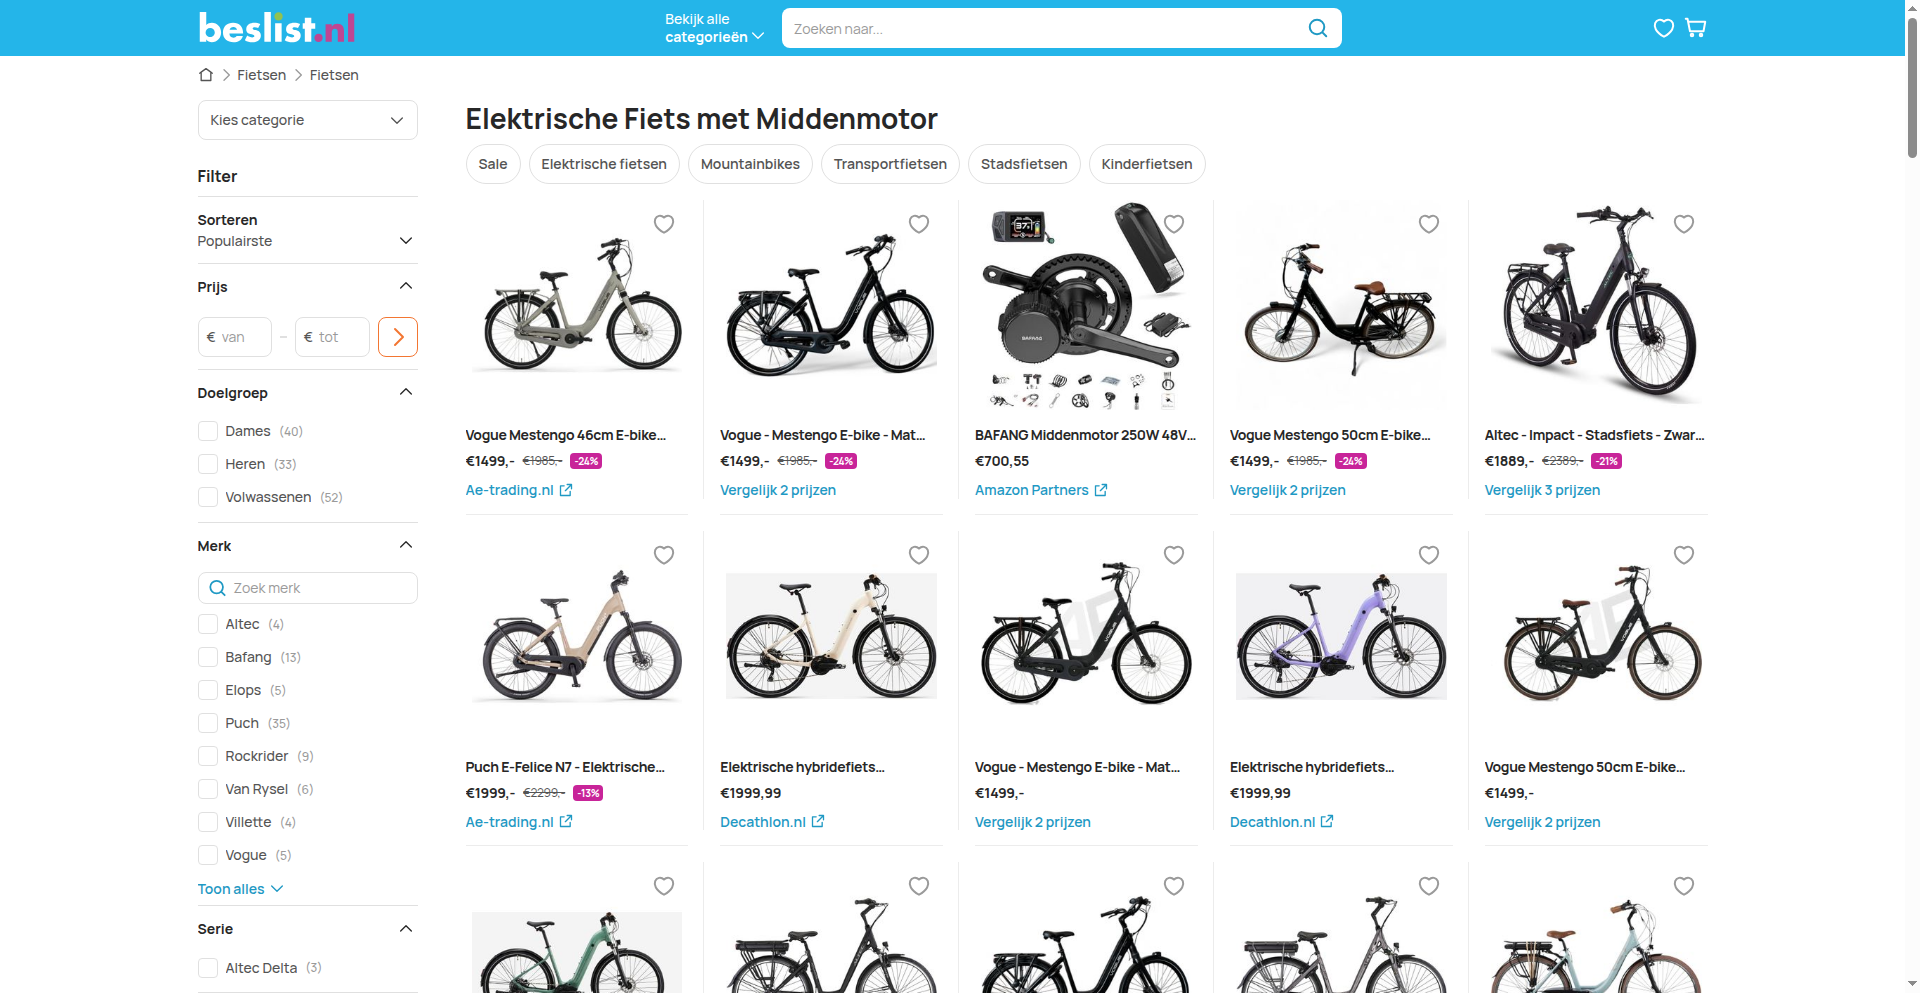 beslist.nl
Bekijk alle
categorieën
Zoeken naar...
Fietsen
Fietsen
Kies categorie
Elektrische Fiets met Middenmotor
Sale
Elektrische fietsen
Mountainbikes
Transportfietsen
Stadsfietsen
Kinderfietsen
Filter
Sorteren
Populairste
Prijs
€ van – € tot
Doelgroep
Dames (40)
Heren (33)
Volwassenen (52)
Merk
Zoek merk
Altec (4)
Bafang (13)
Elops (5)
Puch (35)
Rockrider (9)
Van Rysel (6)
Villette (4)
Vogue (5)
Toon alles
Serie
Altec Delta (3)
BAFANG
Vogue Mestengo 46cm E-bike...
€1499,- €1985,- -24%
Ae-trading.nl
Vogue - Mestengo E-bike - Mat...
€1499,- €1985,- -24%
Vergelijk 2 prijzen
BAFANG Middenmotor 250W 48V...
€700,55
Amazon Partners
Vogue Mestengo 50cm E-bike...
€1499,- €1985,- -24%
Vergelijk 2 prijzen
Altec - Impact - Stadsfiets - Zwar...
€1889,- €2389,- -21%
Vergelijk 3 prijzen
Puch E-Felice N7 - Elektrische...
€1999,- €2299,- -13%
Ae-trading.nl
Elektrische hybridefiets...
€1999,99
Decathlon.nl
Vogue - Mestengo E-bike - Mat...
€1499,-
Vergelijk 2 prijzen
Elektrische hybridefiets...
€1999,99
Decathlon.nl
Vogue Mestengo 50cm E-bike...
€1499,-
Vergelijk 2 prijzen